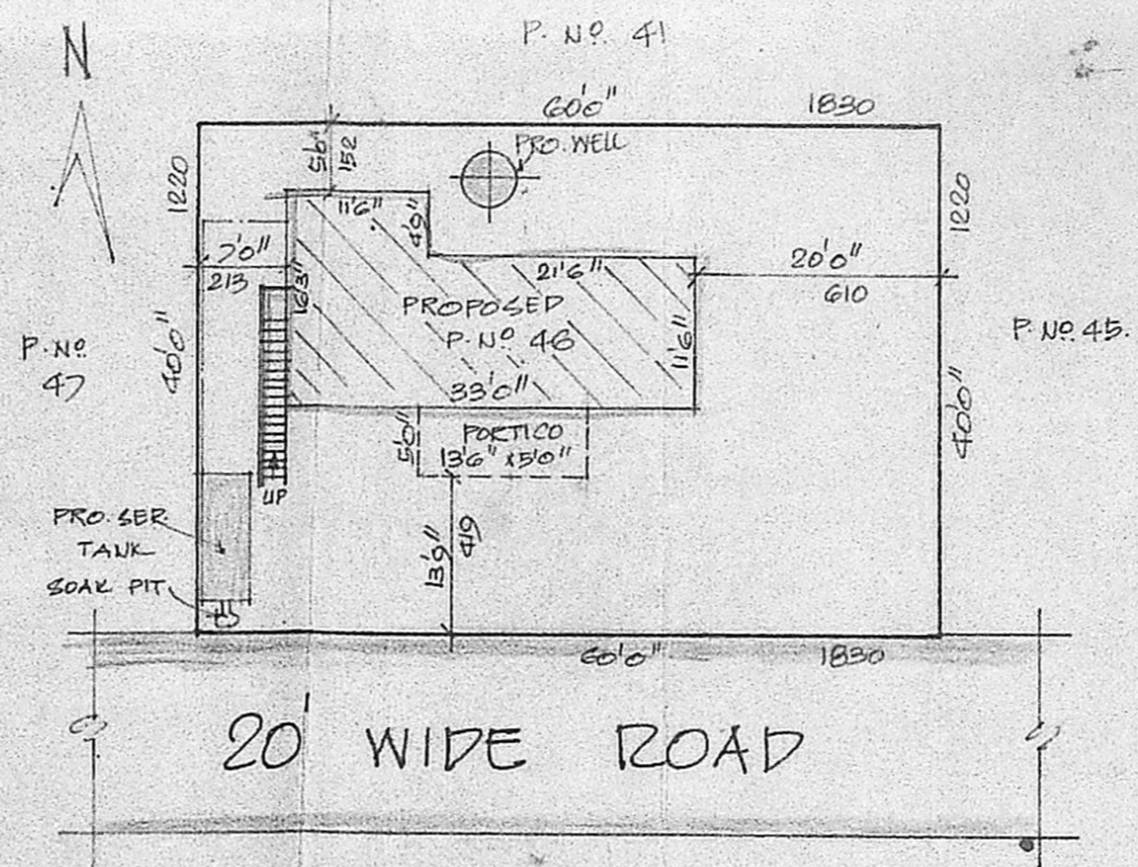 N
P. Nº. 41
60'0" 1830
PRO. WELL
5'6"
152
1220
1220
11'6"
4'9"
7'0"
213
16'3"
21'6"
20'0"
610
PROPOSED
P. Nº 46
11'6"
33'0"
P. Nº
47
40'0"
P. Nº. 45.
40'0"
5'0"
PORTICO
13'6" x 5'0"
UP
PRO. SEP.
TANK
SOAK PIT
13'9"
419
60'0" 1830
20' WIDE ROAD